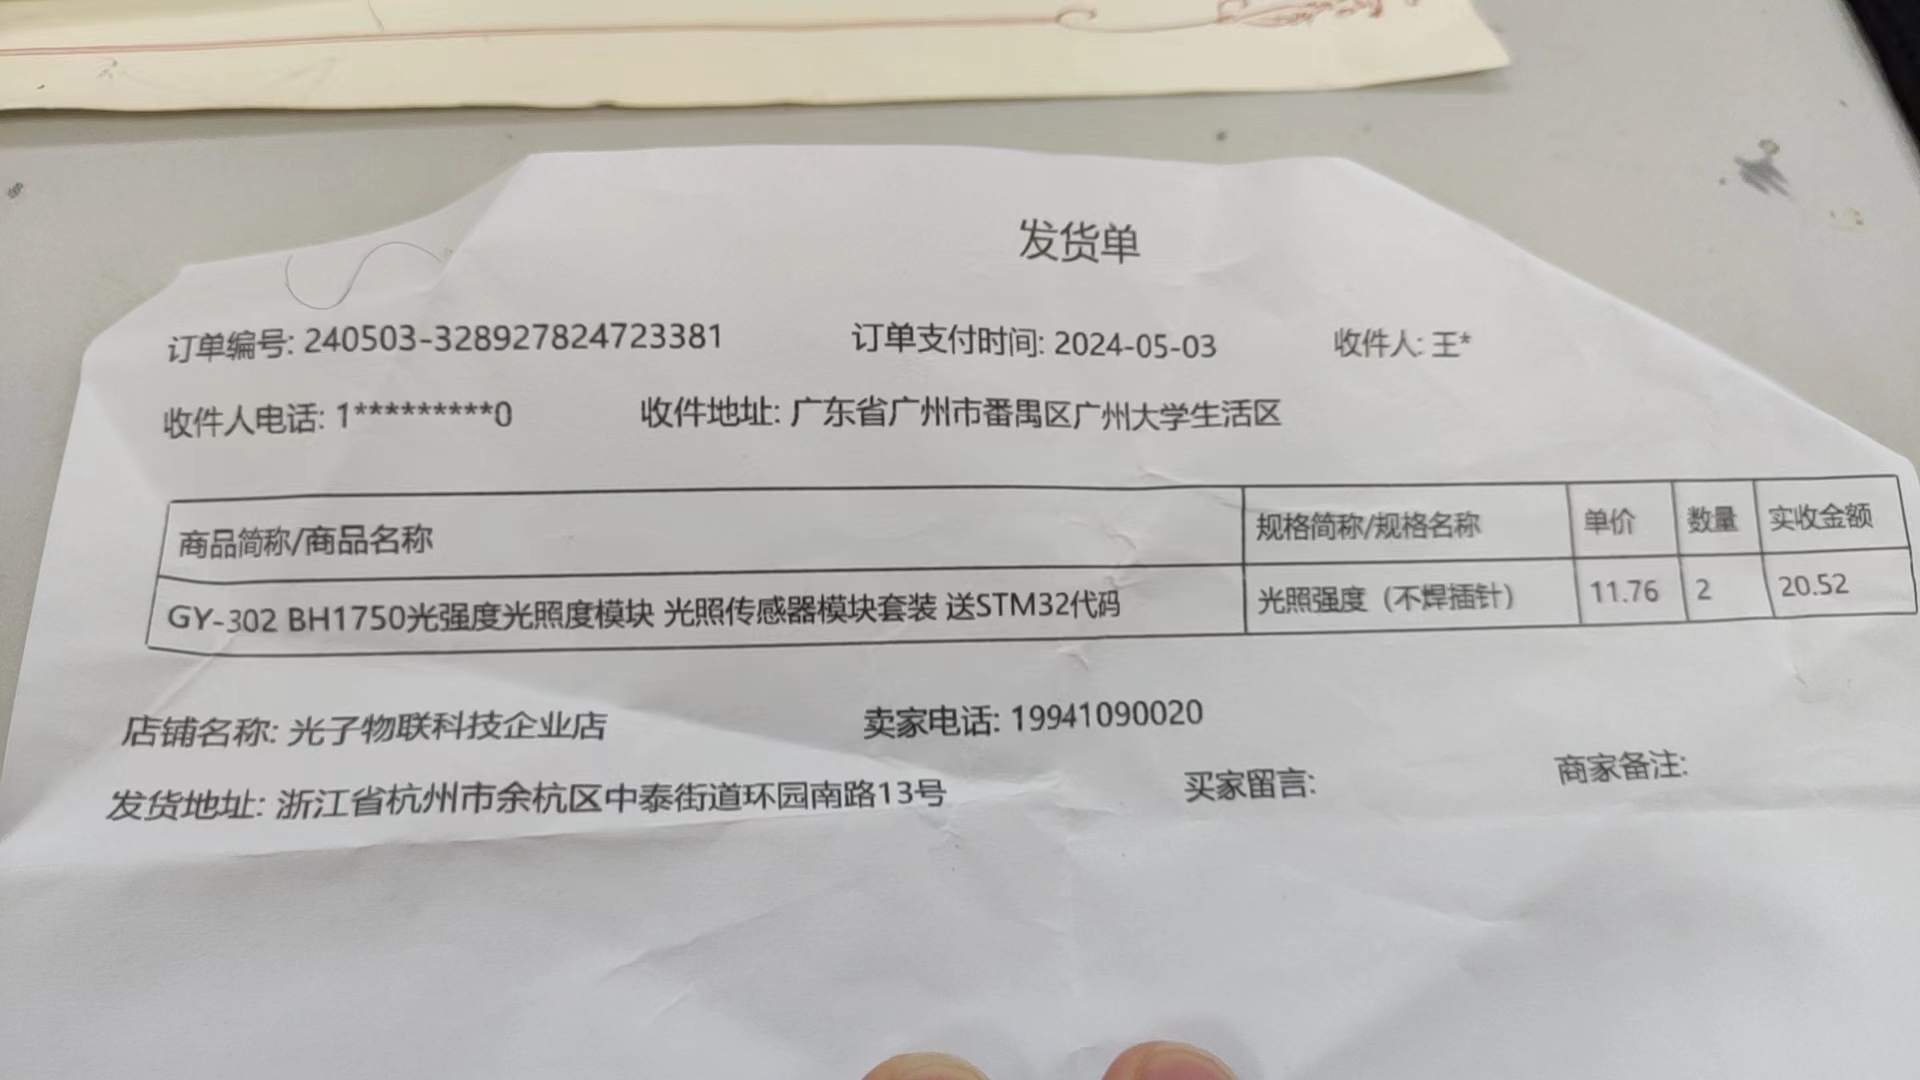 发货单
订单编号: 240503-328927824723381 订单支付时间: 2024-05-03 收件人: 王*
收件人电话: 1*********0 收件地址: 广东省广州市番禺区广州大学生活区
商品简称/商品名称 规格简称/规格名称 单价 数量 实收金额
GY-302 BH1750光强度光照度模块 光照传感器模块套装 送STM32代码 光照强度（不焊插针） 11.76 2 20.52
店铺名称: 光子物联科技企业店 卖家电话: 19941090020
发货地址: 浙江省杭州市余杭区中泰街道环园南路13号 买家留言: 商家备注: